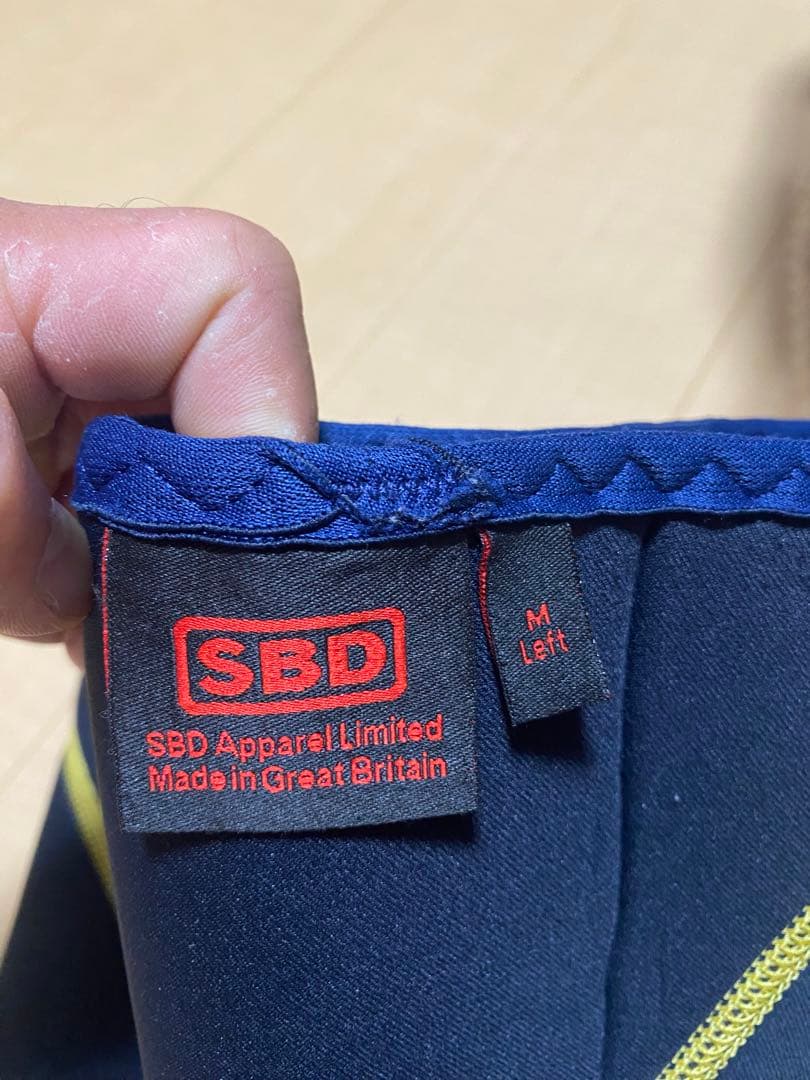 SBD
SBD Apparel Limited
Made in Great Britain
M
Left